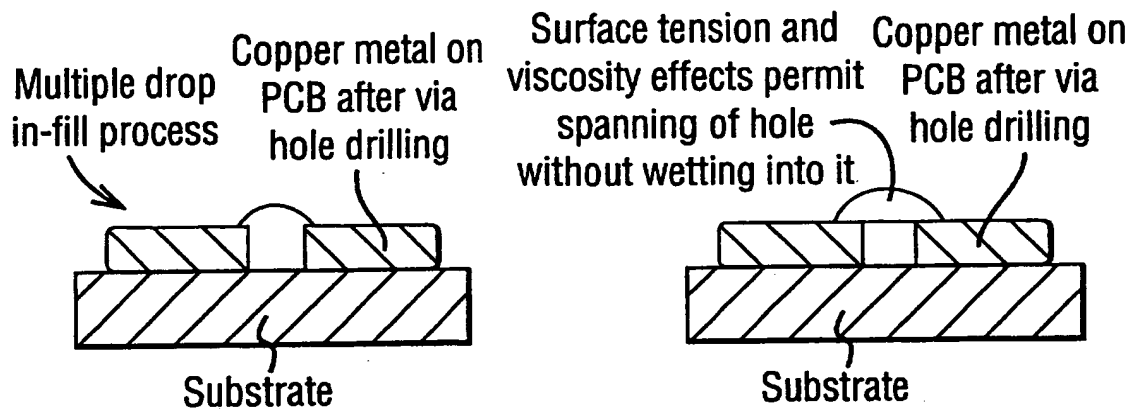 Multiple drop
in-fill process
Copper metal on
PCB after via
hole drilling
Substrate
Surface tension and
viscosity effects permit
spanning of hole
without wetting into it
Copper metal on
PCB after via
hole drilling
Substrate